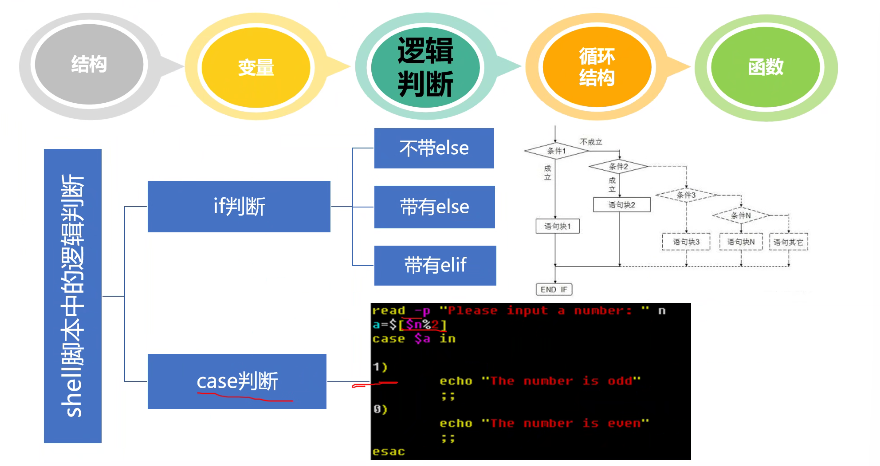 结构
变量
逻辑
判断
循环
结构
函数
shell脚本中的逻辑判断
if判断
不带else
带有else
带有elif
条件1
不成立
成
立
条件2
成
立
条件3
条件N
语句块1
语句块2
语句块3
语句块N
语句其它
END IF
case判断
read -p "Please input a number: " n
a=$[$n%2]
case $a in
1)
echo "The number is odd"
;;
0)
echo "The number is even"
;;
esac